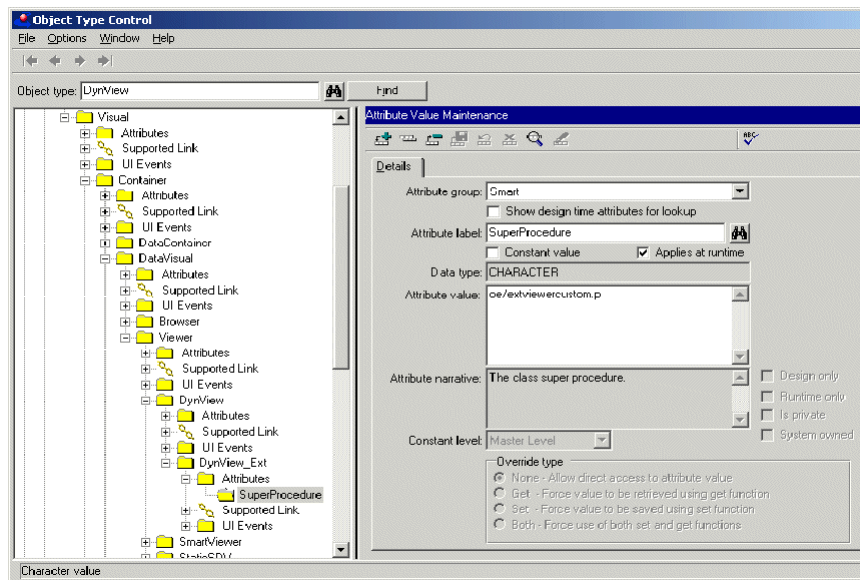 Object Type Control
File Options Window Help
Object type: DynView Find
Visual
Attributes
Supported Link
UI Events
Container
Attributes
Supported Link
UI Events
DataContainer
DataVisual
Attributes
Supported Link
UI Events
Browser
Viewer
Attributes
Supported Link
UI Events
DynView
Attributes
Supported Link
UI Events
DynView_Ext
Attributes
SuperProcedure
Supported Link
UI Events
SmartViewer
StaticSDV
Attribute Value Maintenance
ABC
Details
Attribute group: Smart
Show design time attributes for lookup
Attribute label: SuperProcedure
Constant value Applies at runtime
Data type: CHARACTER
Attribute value: oe/extviewercustom.p
Attribute narrative: The class super procedure.
Design only
Runtime only
Is private
System owned
Constant level: Master Level
Override type
None - Allow direct access to attribute value
Get - Force value to be retrieved using get function
Set - Force value to be saved using set function
Both - Force use of both set and get functions
Character value